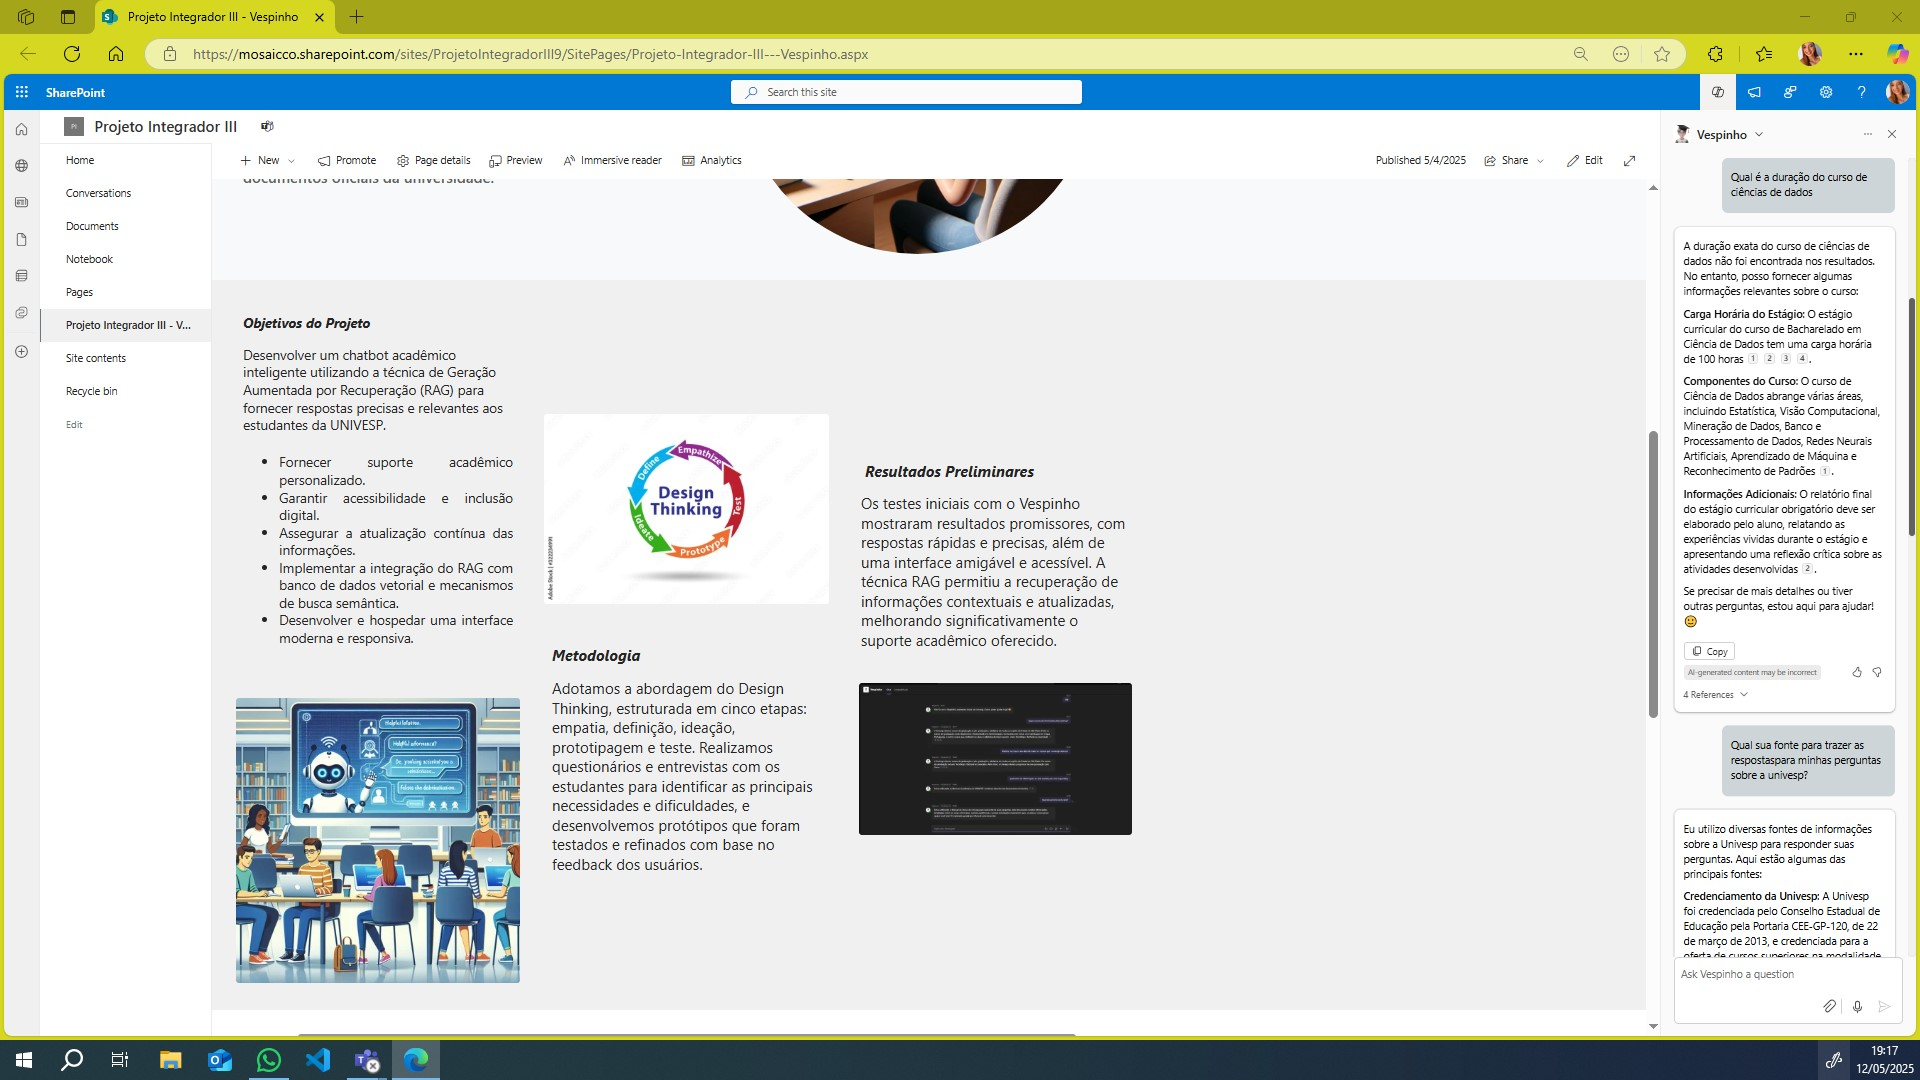 Projeto Integrador III - Vespinho
https://mosaicco.sharepoint.com/sites/ProjetoIntegradorIII9/SitePages/Projeto-Integrador-III---Vespinho.aspx
SharePoint
Search this site
Projeto Integrador III
New
Promote
Page details
Preview
Immersive reader
Analytics
Published 5/4/2025
Share
Edit
Home
Conversations
Documents
Notebook
Pages
Projeto Integrador III - V...
Site contents
Recycle bin
Edit
documentos oficiais da universidade.
Objetivos do Projeto
Desenvolver um chatbot acadêmico
inteligente utilizando a técnica de Geração
Aumentada por Recuperação (RAG) para
fornecer respostas precisas e relevantes aos
estudantes da UNIVESP.
Fornecer suporte acadêmico
personalizado.
Garantir acessibilidade e inclusão
digital.
Assegurar a atualização contínua das
informações.
Implementar a integração do RAG com
banco de dados vetorial e mecanismos
de busca semântica.
Desenvolver e hospedar uma interface
moderna e responsiva.
Empathize
Define
Design
Thinking
Test
Ideate
Prototype
Metodologia
Adotamos a abordagem do Design
Thinking, estruturada em cinco etapas:
empatia, definição, ideação,
prototipagem e teste. Realizamos
questionários e entrevistas com os
estudantes para identificar as principais
necessidades e dificuldades, e
desenvolvemos protótipos que foram
testados e refinados com base no
feedback dos usuários.
Resultados Preliminares
Os testes iniciais com o Vespinho
mostraram resultados promissores, com
respostas rápidas e precisas, além de
uma interface amigável e acessível. A
técnica RAG permitiu a recuperação de
informações contextuais e atualizadas,
melhorando significativamente o
suporte acadêmico oferecido.
Vespinho
Qual é a duração do curso de
ciências de dados
A duração exata do curso de ciências de
dados não foi encontrada nos resultados.
No entanto, posso fornecer algumas
informações relevantes sobre o curso:
Carga Horária do Estágio: O estágio
curricular do curso de Bacharelado em
Ciência de Dados tem uma carga horária
de 100 horas 1 2 3 4 .
Componentes do Curso: O curso de
Ciência de Dados abrange várias áreas,
incluindo Estatística, Visão Computacional,
Mineração de Dados, Banco e
Processamento de Dados, Redes Neurais
Artificiais, Aprendizado de Máquina e
Reconhecimento de Padrões 1 .
Informações Adicionais: O relatório final
do estágio curricular obrigatório deve ser
elaborado pelo aluno, relatando as
experiências vividas durante o estágio e
apresentando uma reflexão crítica sobre as
atividades desenvolvidas 2 .
Se precisar de mais detalhes ou tiver
outras perguntas, estou aqui para ajudar!
Copy
AI-generated content may be incorrect
4 References
Qual sua fonte para trazer as
respostaspara minhas perguntas
sobre a univesp?
Eu utilizo diversas fontes de informações
sobre a Univesp para responder suas
perguntas. Aqui estão algumas das
principais fontes:
Credenciamento da Univesp: A Univesp
foi credenciada pelo Conselho Estadual de
Educação pela Portaria CEE-GP-120, de 22
de março de 2013, e credenciada para a
oferta de cursos superiores na modalidade
Ask Vespinho a question
19:17
12/05/2025